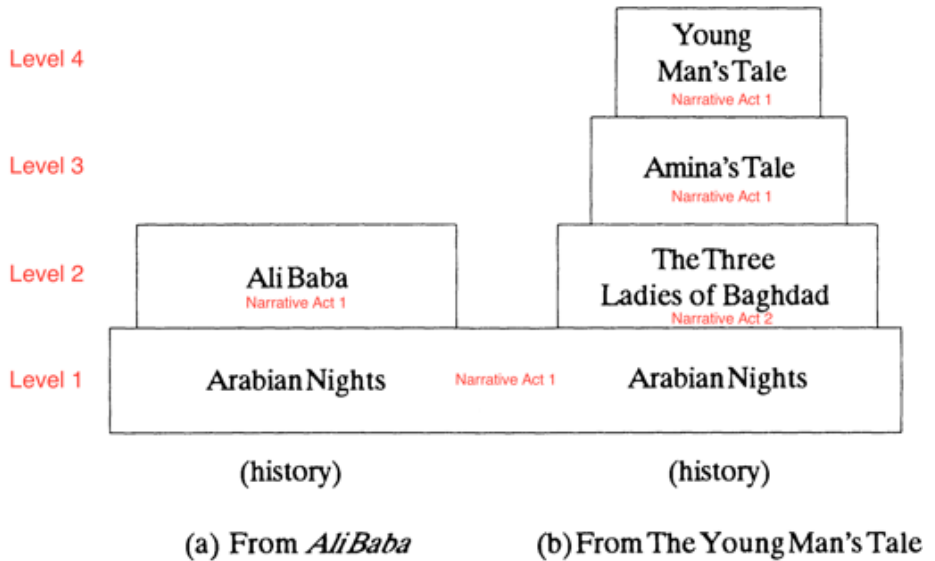 Level 4
Young
Man's Tale
Narrative Act 1
Level 3
Amina's Tale
Narrative Act 1
Level 2
Ali Baba
Narrative Act 1
The Three
Ladies of Baghdad
Narrative Act 2
Level 1
Arabian Nights
Narrative Act 1
Arabian Nights
(history)
(history)
(a) From Ali Baba
(b) From The Young Man's Tale